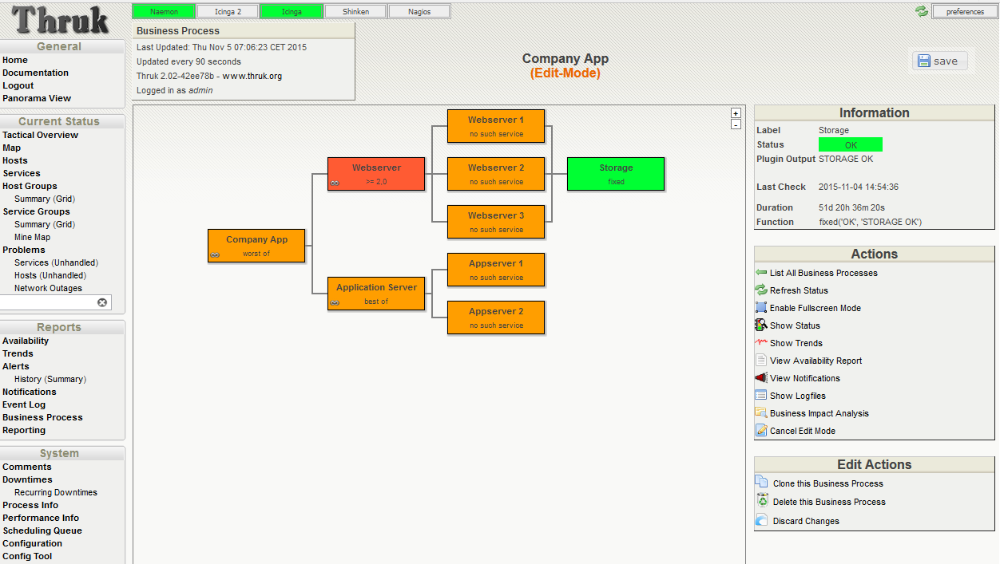 Thruk
General
Home
Documentation
Logout
Panorama View
Current Status
Tactical Overview
Map
Hosts
Services
Host Groups
Summary (Grid)
Service Groups
Summary (Grid)
Mine Map
Problems
Services (Unhandled)
Hosts (Unhandled)
Network Outages
Reports
Availability
Trends
Alerts
History (Summary)
Notifications
Event Log
Business Process
Reporting
System
Comments
Downtimes
Recurring Downtimes
Process Info
Performance Info
Scheduling Queue
Configuration
Config Tool
Naemon
Icinga 2
Icinga
Shinken
Nagios
preferences
Business Process
Last Updated: Thu Nov 5 07:06:23 CET 2015
Updated every 90 seconds
Thruk 2.02-42ee78b - www.thruk.org
Logged in as admin
Company App
(Edit-Mode)
save
+
-
Company App
worst of
Webserver
>= 2,0
Application Server
best of
Webserver 1
no such service
Webserver 2
no such service
Webserver 3
no such service
Appserver 1
no such service
Appserver 2
no such service
Storage
fixed
Information
Label Storage
Status OK
Plugin Output STORAGE OK
Last Check 2015-11-04 14:54:36
Duration 51d 20h 36m 20s
Function fixed('OK', 'STORAGE OK')
Actions
List All Business Processes
Refresh Status
Enable Fullscreen Mode
Show Status
Show Trends
View Availability Report
View Notifications
Show Logfiles
Business Impact Analysis
Cancel Edit Mode
Edit Actions
Clone this Business Process
Delete this Business Process
Discard Changes